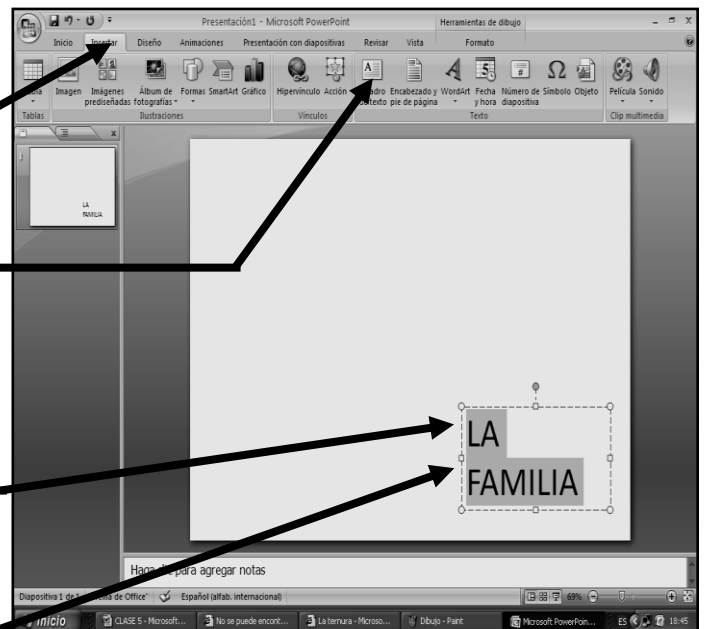 Presentación1 - Microsoft PowerPoint
Herramientas de dibujo
Inicio
Insertar
Diseño
Animaciones
Presentación con diapositivas
Revisar
Vista
Formato
Imagen
Imágenes
prediseñadas
Álbum de
fotografías
Formas
SmartArt
Gráfico
Hipervínculo
Acción
Encabezado y
pie de página
WordArt
Fecha
y hora
Número de
diapositiva
Símbolo
Objeto
Película
Sonido
Tablas
Ilustraciones
Vínculos
Texto
Clip multimedia
1
LA
FAMILIA
LA
FAMILIA
para agregar notas
Diapositiva 1 de 1
de Office"
Español (alfab. internacional)
69%
Inicio
CLASE 5 - Microsoft...
No se puede encont...
La ternura - Microso...
Dibujo - Paint
Microsoft PowerPoin...
ES
18:45